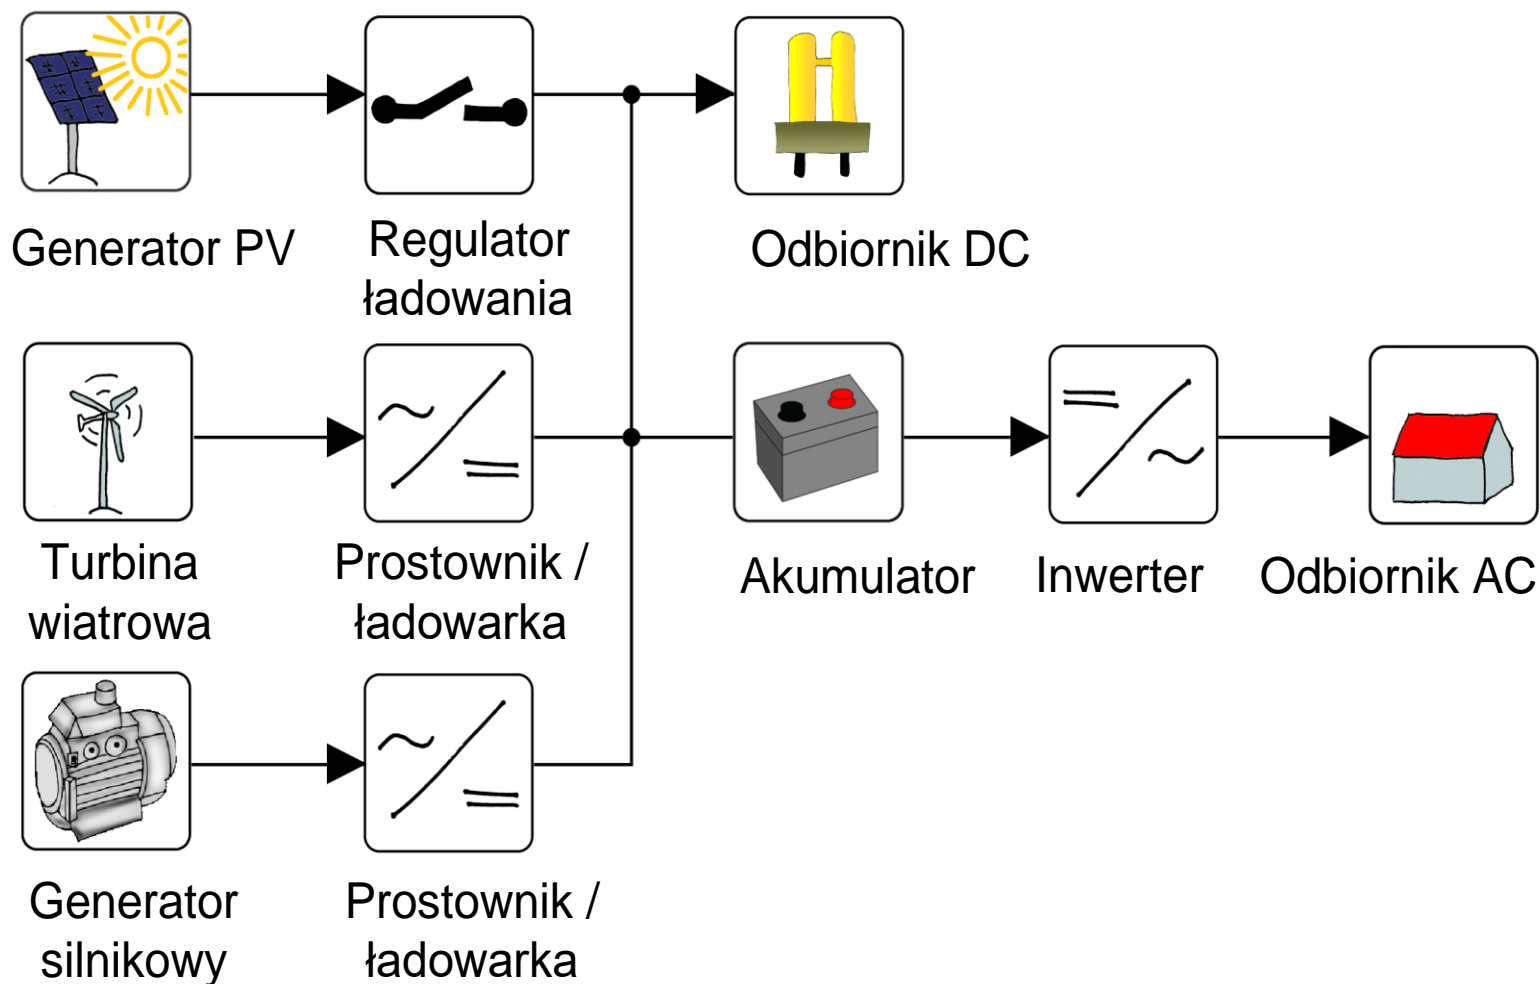 Generator PV
Regulator
ładowania
Odbiornik DC
Turbina
wiatrowa
Prostownik /
ładowarka
Akumulator
Inwerter
Odbiornik AC
Generator
silnikowy
Prostownik /
ładowarka